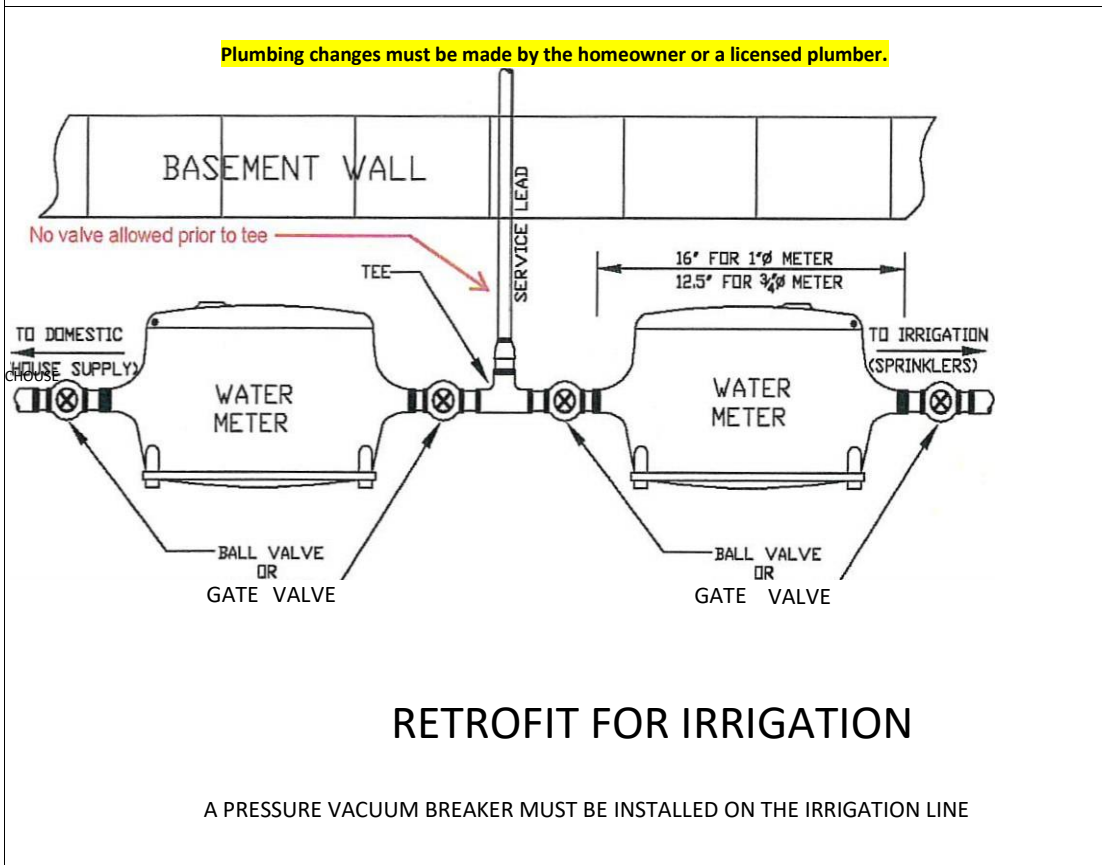 Plumbing changes must be made by the homeowner or a licensed plumber.
BASEMENT WALL
SERVICE LEAD
No valve allowed prior to tee
TEE
16" FOR 1"Ø METER
12.5" FOR 3/4"Ø METER
TO DOMESTIC
(HOUSE SUPPLY)
CHOUSE
TO IRRIGATION
(SPRINKLERS)
WATER
METER
WATER
METER
BALL VALVE
OR
GATE VALVE
BALL VALVE
OR
GATE VALVE
RETROFIT FOR IRRIGATION
A PRESSURE VACUUM BREAKER MUST BE INSTALLED ON THE IRRIGATION LINE